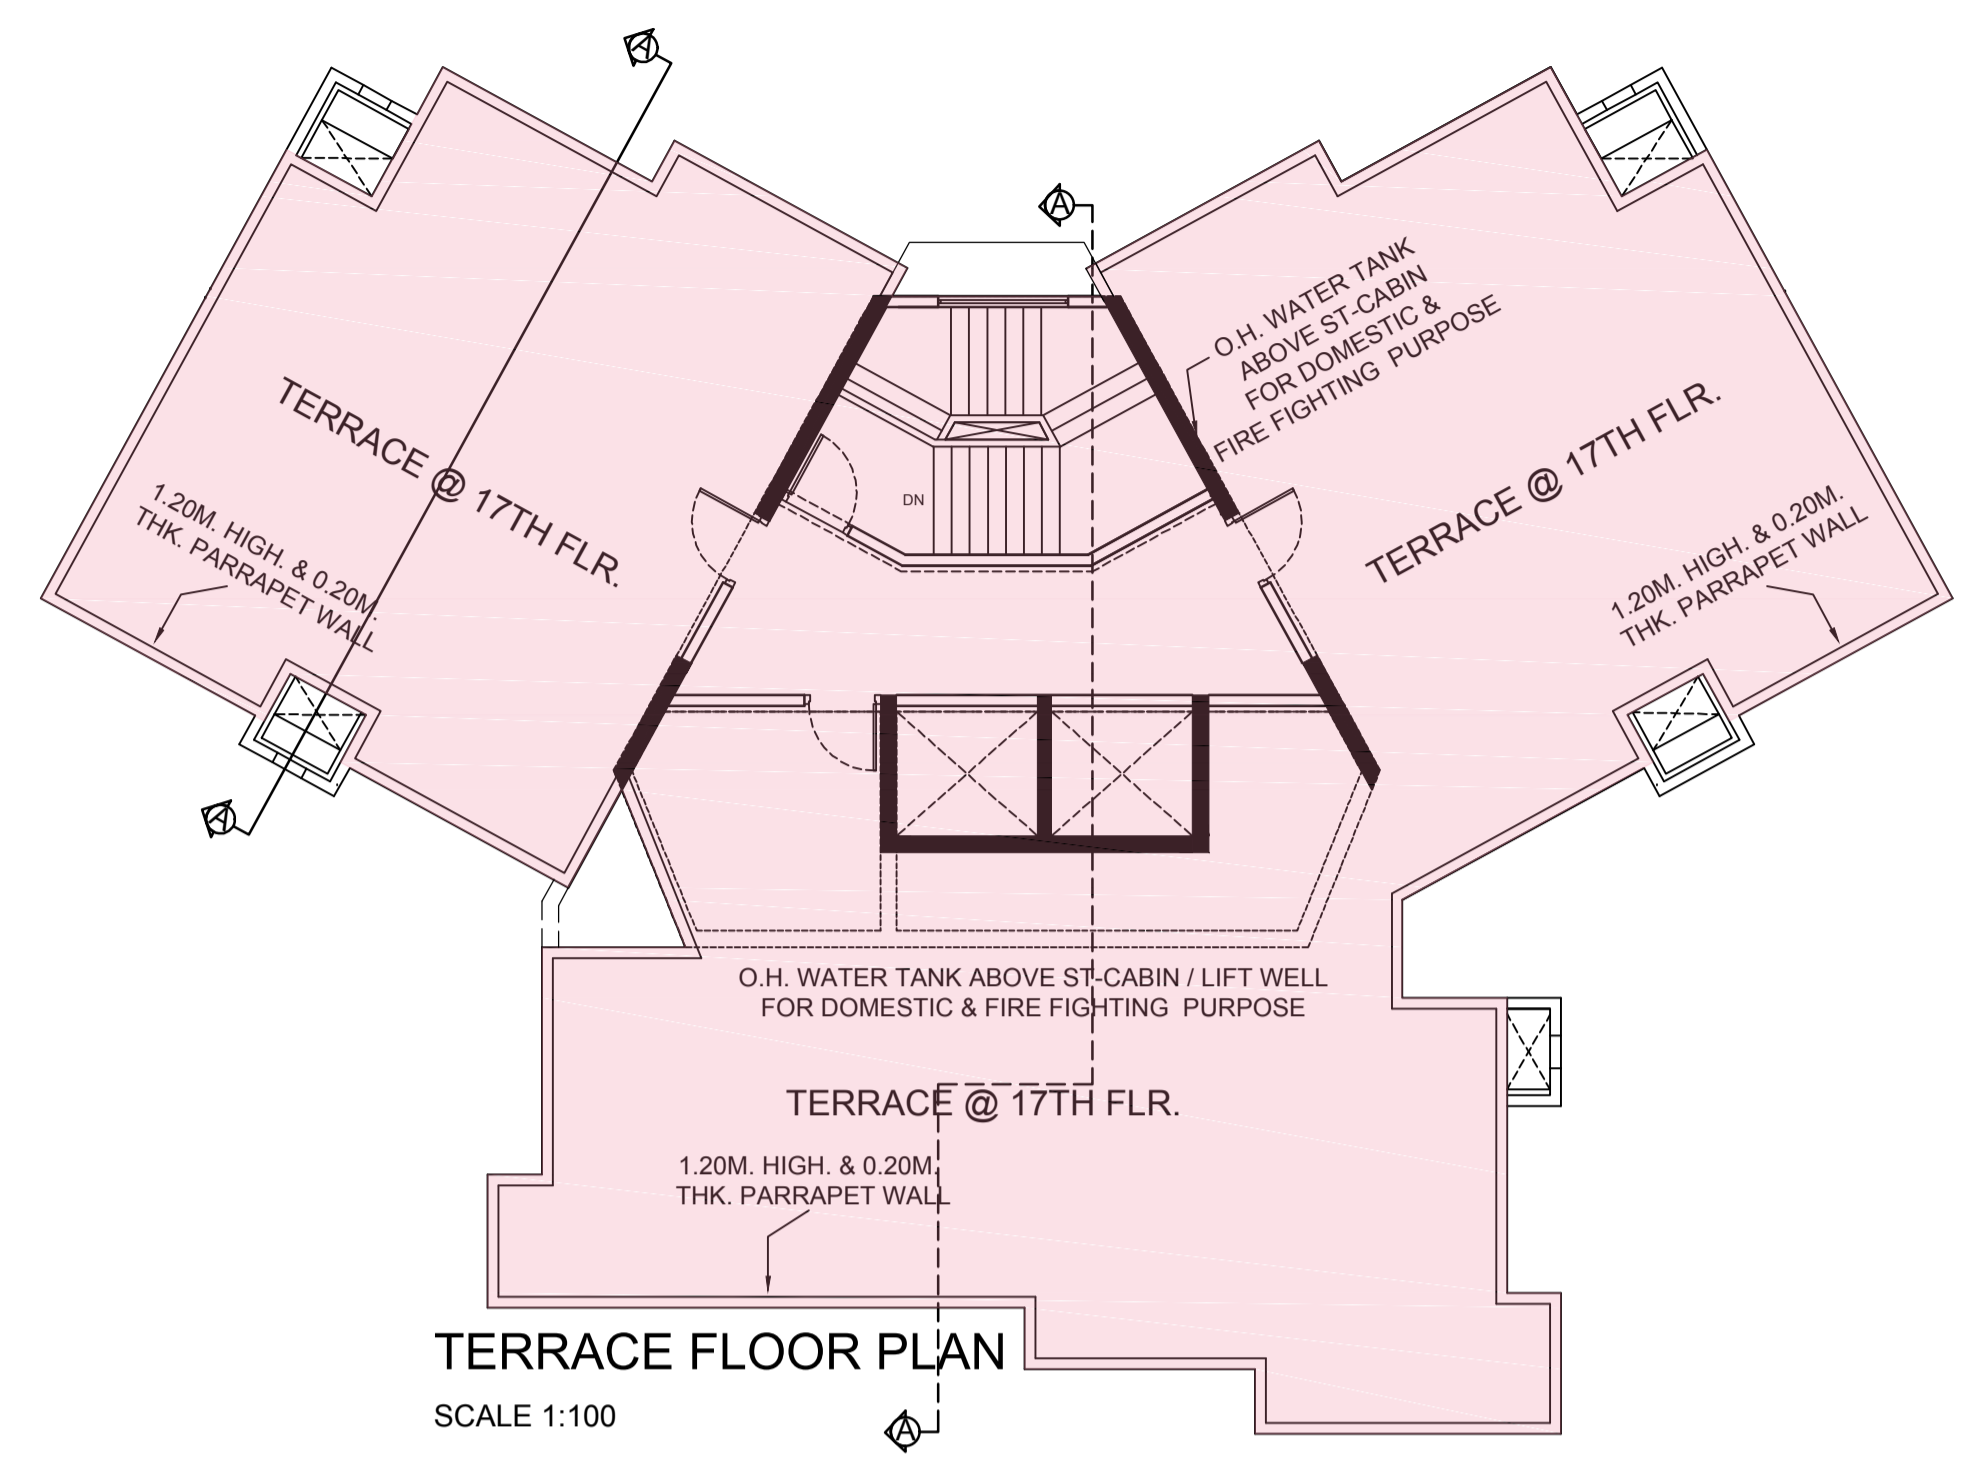 A
A
O.H. WATER TANK
ABOVE ST-CABIN
FOR DOMESTIC &
FIRE FIGHTING PURPOSE
TERRACE @ 17TH FLR.
TERRACE @ 17TH FLR.
1.20M. HIGH. & 0.20M.
THK. PARRAPET WALL
DN
1.20M. HIGH. & 0.20M.
THK. PARRAPET WALL
A
O.H. WATER TANK ABOVE ST-CABIN / LIFT WELL
FOR DOMESTIC & FIRE FIGHTING PURPOSE
TERRACE @ 17TH FLR.
1.20M. HIGH. & 0.20M.
THK. PARRAPET WALL
TERRACE FLOOR PLAN
SCALE 1:100
A